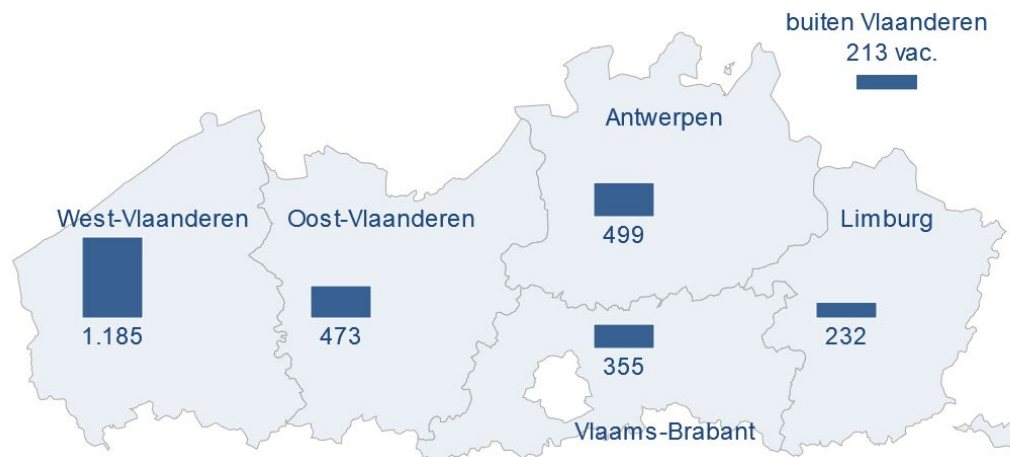 buiten Vlaanderen
213 vac.
Antwerpen
499
West-Vlaanderen
1.185
Oost-Vlaanderen
473
Limburg
232
355
Vlaams-Brabant